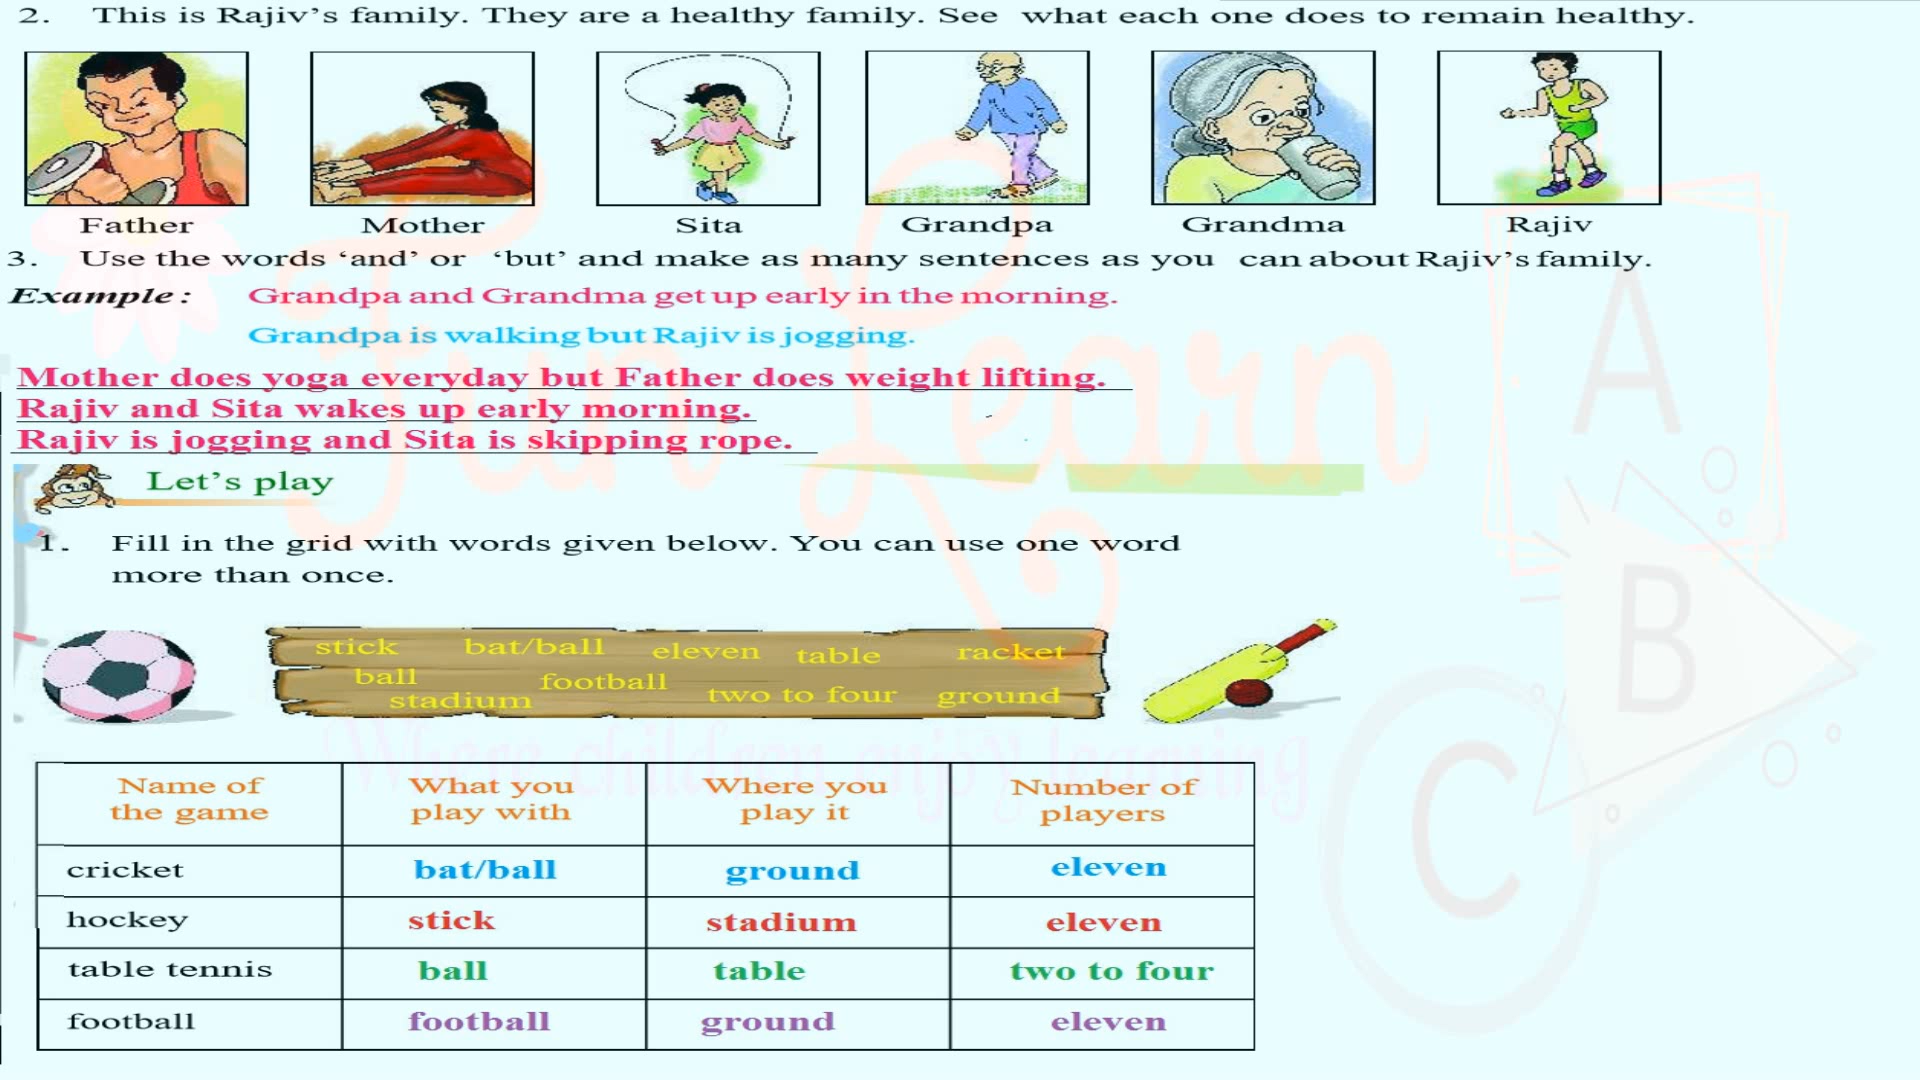 2. This is Rajiv’s family. They are a healthy family. See what each one does to remain healthy.
Father Mother Sita Grandpa Grandma Rajiv
3. Use the words ‘and’ or ‘but’ and make as many sentences as you can about Rajiv’s family.
Example: Grandpa and Grandma get up early in the morning.
Grandpa is walking but Rajiv is jogging.
Mother does yoga everyday but Father does weight lifting.
Rajiv and Sita wakes up early morning.
Rajiv is jogging and Sita is skipping rope.
Let’s play
1. Fill in the grid with words given below. You can use one word
more than once.
stick bat/ball eleven table racket
ball football
stadium two to four ground
Name of the game What you play with Where you play it Number of players
cricket bat/ball ground eleven
hockey stick stadium eleven
table tennis ball table two to four
football football ground eleven
Fun Learn
Where children enjoy learning
A
B
C